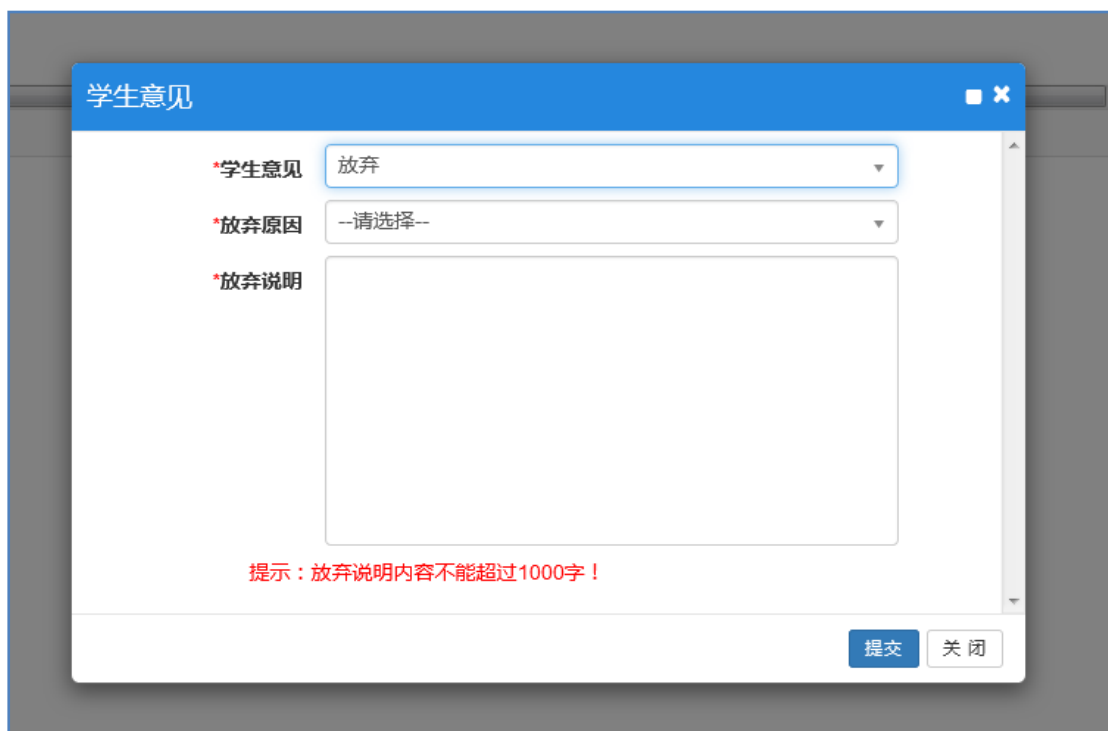 学生意见
*学生意见 放弃
*放弃原因 --请选择--
*放弃说明
提示：放弃说明内容不能超过1000字！
提交 关 闭